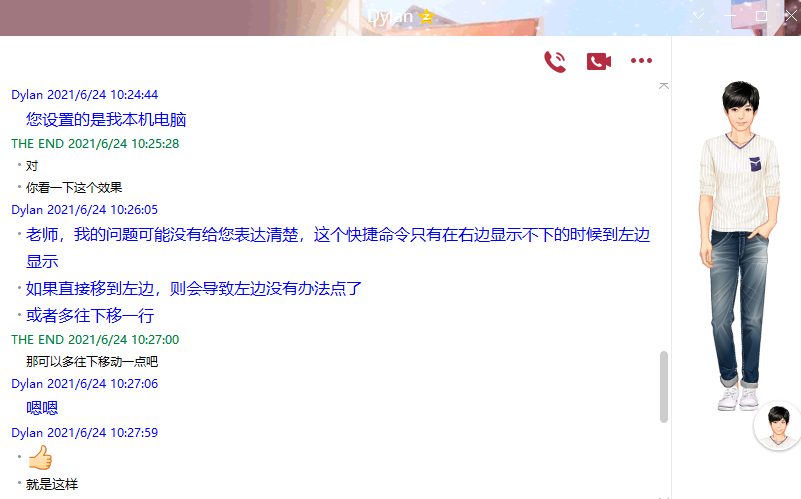 Dylan
Dylan 2021/6/24 10:24:44
您设置的是我本机电脑
THE END 2021/6/24 10:25:28
对
你看一下这个效果
Dylan 2021/6/24 10:26:05
老师，我的问题可能没有给您表达清楚，这个快捷命令只有在右边显示不下的时候到左边
显示
如果直接移到左边，则会导致左边没有办法点了
或者多往下移一行
THE END 2021/6/24 10:27:00
那可以多往下移动一点吧
Dylan 2021/6/24 10:27:06
嗯嗯
Dylan 2021/6/24 10:27:59
就是这样